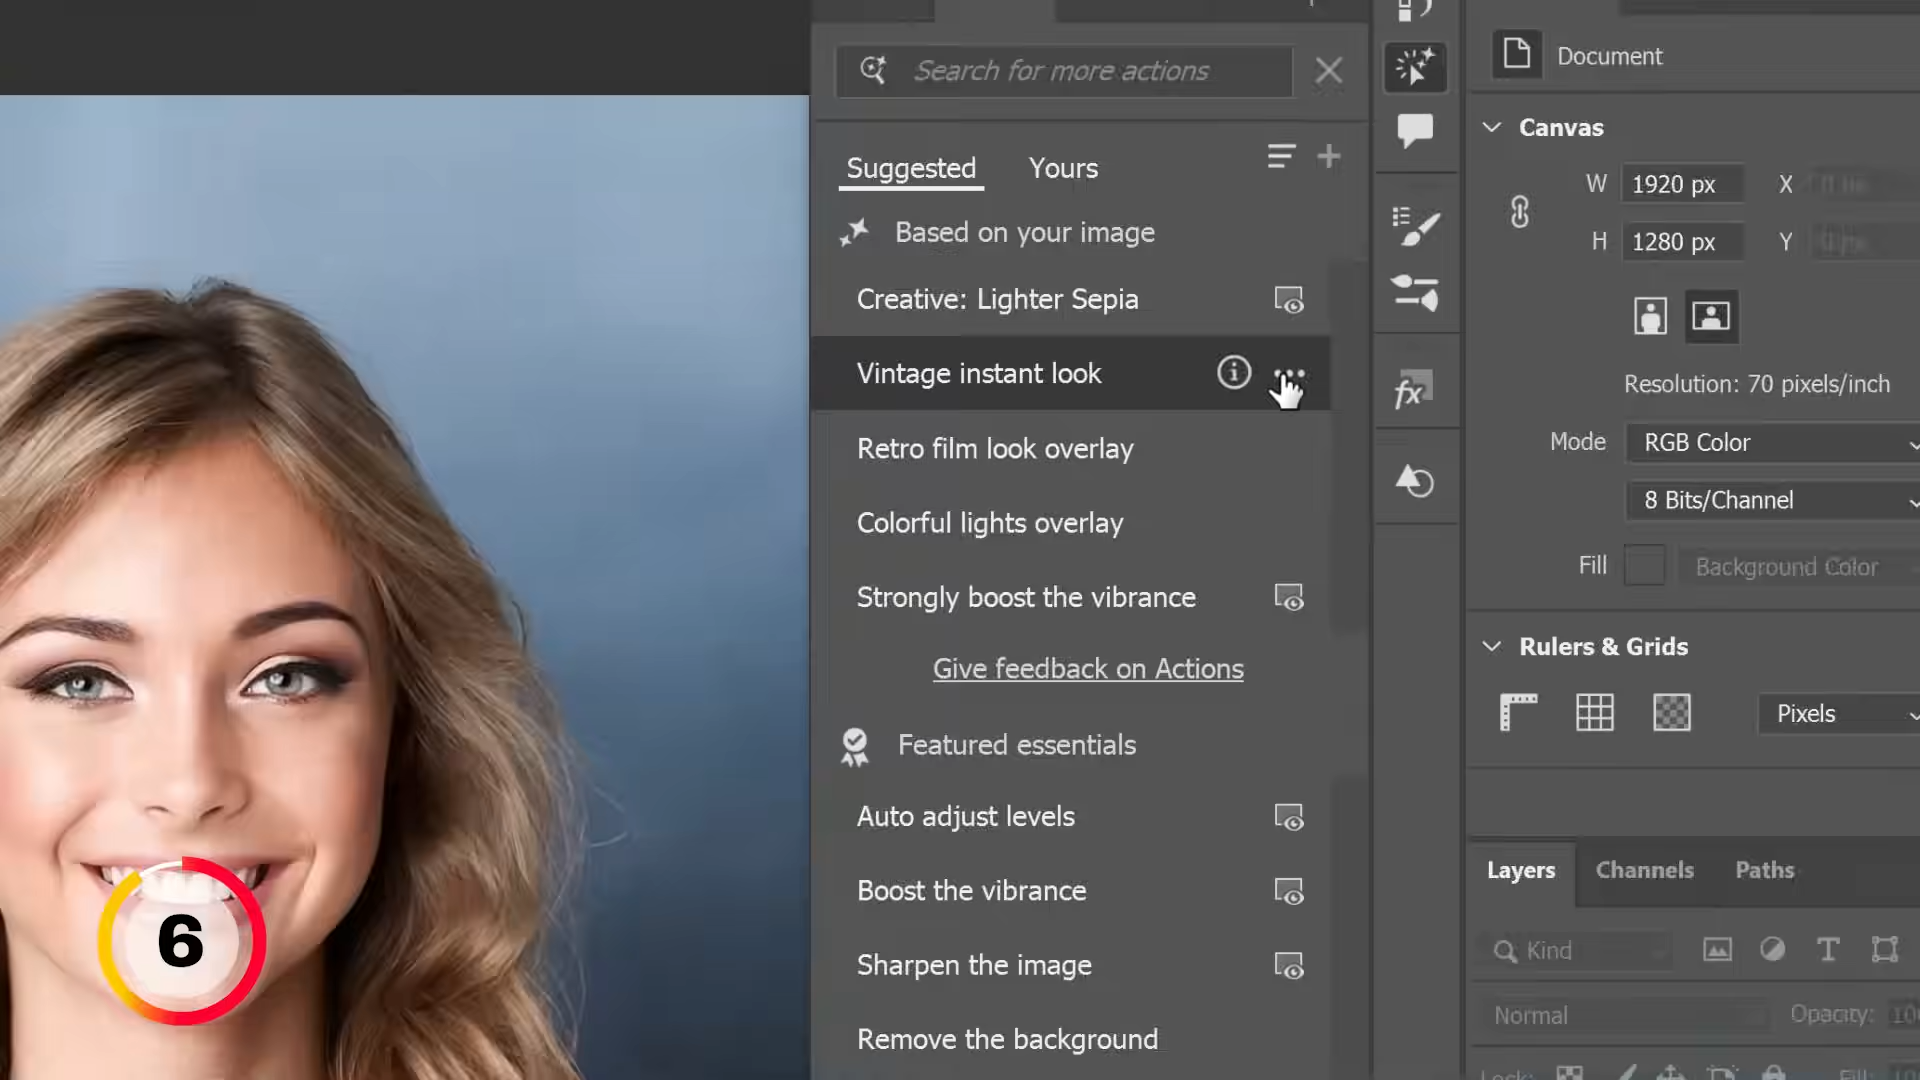 Search for more actions
Document
Canvas
Suggested
Yours
W 1920 px X
Based on your image
H 1280 px Y
Creative: Lighter Sepia
Vintage instant look
Resolution: 70 pixels/inch
Mode RGB Color
Retro film look overlay
8 Bits/Channel
Colorful lights overlay
Fill Background Color
Strongly boost the vibrance
Rulers & Grids
Give feedback on Actions
Pixels
Featured essentials
Auto adjust levels
Layers Channels Paths
Boost the vibrance
6
Kind
Sharpen the image
Normal Opacity:
Remove the background
Lock:
Fill: